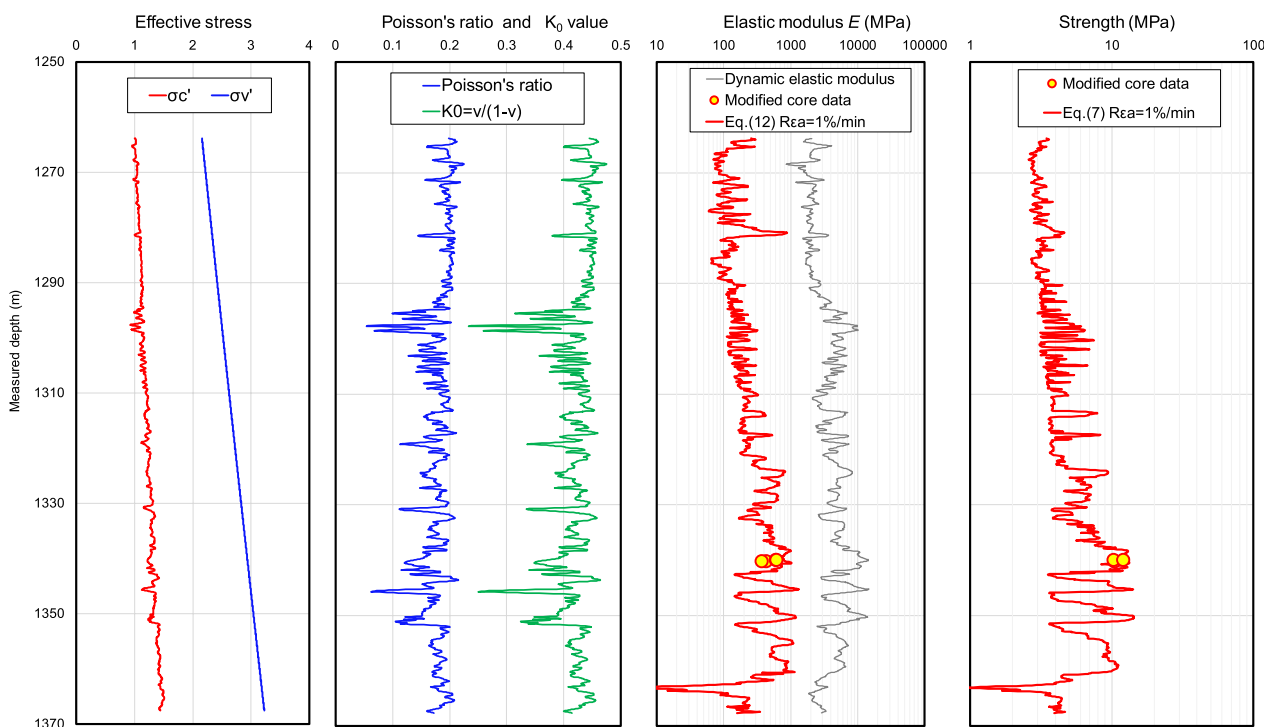 Effective stress
0 1 2 3 4
σc' σv'
Poisson's ratio and K0 value
0 0.1 0.2 0.3 0.4 0.5
Poisson's ratio
K0=v/(1-v)
Elastic modulus E (MPa)
10 100 1000 10000 100000
Dynamic elastic modulus
Modified core data
Eq.(12) Rεa=1%/min
Strength (MPa)
1 10 100
Modified core data
Eq.(7) Rεa=1%/min
Measured depth (m)
1250
1270
1290
1310
1330
1350
1370